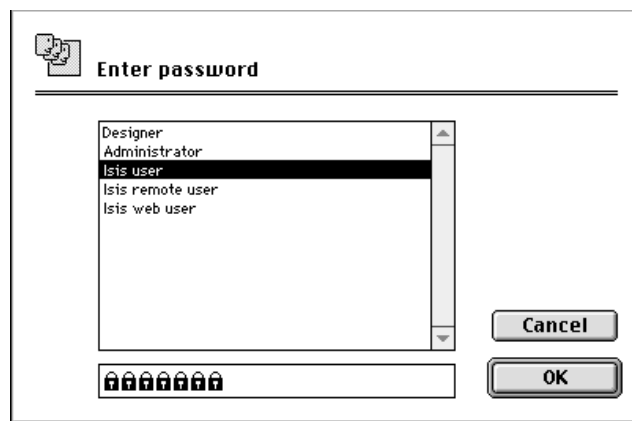 Enter password
Designer
Administrator
Isis user
Isis remote user
Isis web user
Cancel
OK